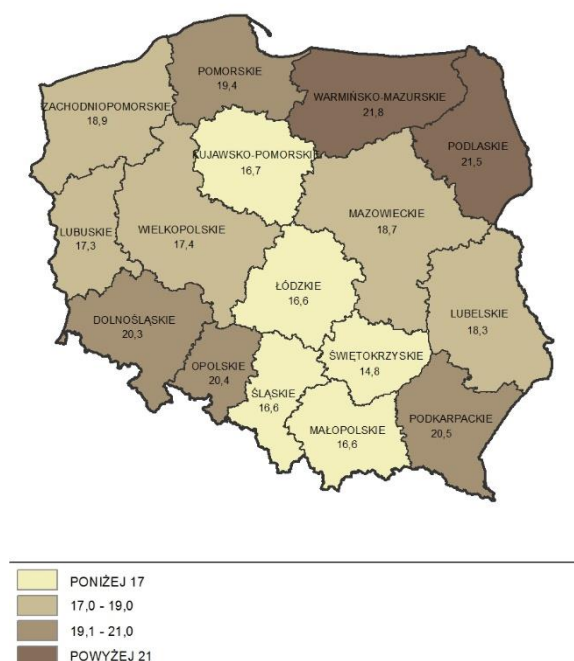 POMORSKIE
19,4
WARMIŃSKO-MAZURSKIE
21,8
ZACHODNIOPOMORSKIE
18,9
PODLASKIE
21,5
KUJAWSKO-POMORSKIE
16,7
MAZOWIECKIE
18,7
WIELKOPOLSKIE
17,4
LUBUSKIE
17,3
ŁÓDZKIE
16,6
LUBELSKIE
18,3
DOLNOŚLĄSKIE
20,3
ŚWIĘTOKRZYSKIE
14,8
OPOLSKIE
20,4
ŚLĄSKIE
16,6
MAŁOPOLSKIE
16,6
PODKARPACKIE
20,5
PONIŻEJ 17
17,0 - 19,0
19,1 - 21,0
POWYŻEJ 21